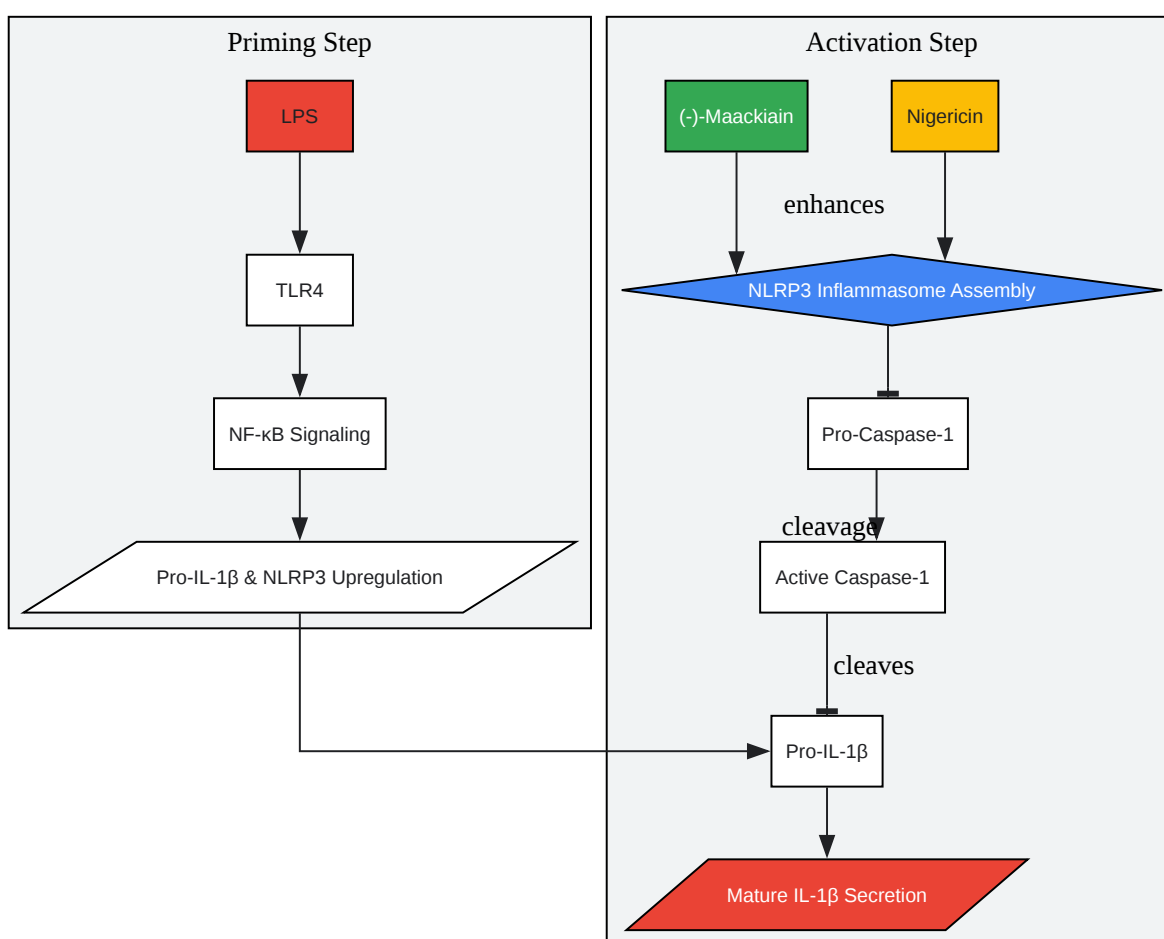 Priming Step
LPS
TLR4
NF-κB Signaling
Pro-IL-1β & NLRP3 Upregulation
Activation Step
(-)-Maackiain
Nigericin
enhances
NLRP3 Inflammasome Assembly
Pro-Caspase-1
cleavage
Active Caspase-1
cleaves
Pro-IL-1β
Mature IL-1β Secretion